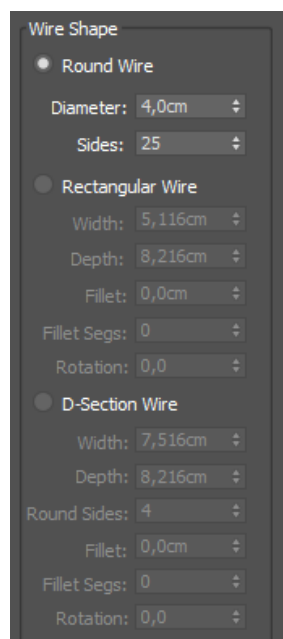 Wire Shape
Round Wire
Diameter: 4,0cm
Sides: 25
Rectangular Wire
Width: 5,116cm
Depth: 8,216cm
Fillet: 0,0cm
Fillet Segs: 0
Rotation: 0,0
D-Section Wire
Width: 7,516cm
Depth: 8,216cm
Round Sides: 4
Fillet: 0,0cm
Fillet Segs: 0
Rotation: 0,0